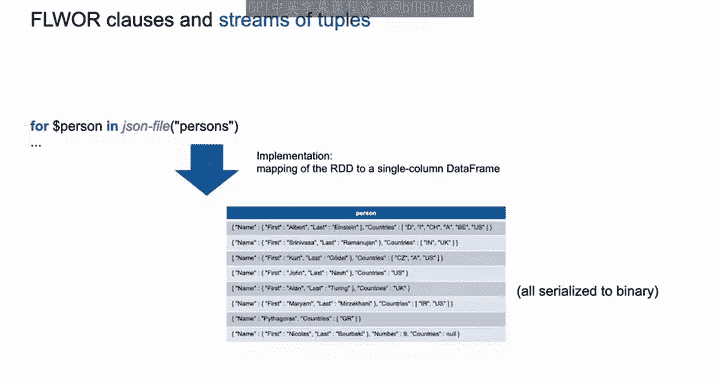 FLWOR clauses and streams of tuples
for $person in json-file("persons")
...
Implementation:
mapping of the RDD to a single-column DataFrame
person
{ "Name" : { "First" : "Albert", "Last" : "Einstein" }, "Countries" : [ "D", "I", "CH", "A", "BE", "US" ] }
{ "Name" : { "First" : "Srinivasa", "Last" : "Ramanujan" }, "Countries" : [ "IN", "UK" ] }
{ "Name" : { "First" : "Kurt", "Last" : "Gödel" }, "Countries" : [ "CZ", "A", "US" ] }
{ "Name" : { "First" : "John", "Last" : "Nash" }, "Countries" : "US" }
{ "Name" : { "First" : "Alan", "Last" : "Turing" }, "Countries" : "UK" }
{ "Name" : { "First" : "Maryam", "Last" : "Mirzakhani" }, "Countries" : [ "IR", "US" ] }
{ "Name" : "Pythagoras", "Countries" : [ "GR" ] }
{ "Name" : { "First" : "Nicolas", "Last" : "Bourbaki" }, "Number" : 9, "Countries" : null }
(all serialized to binary)